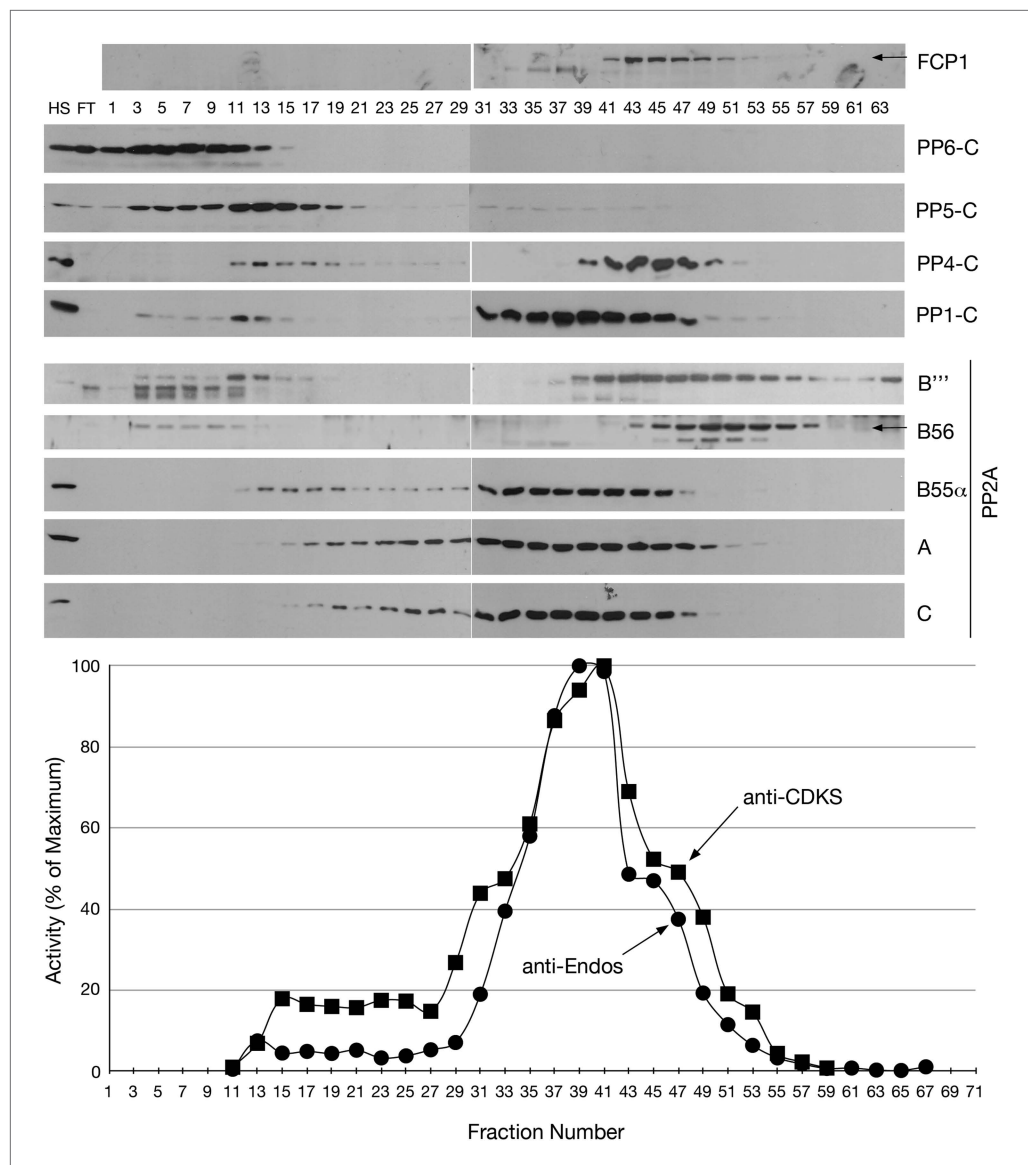 FCP1
HS FT 1 3 5 7 9 11 13 15 17 19 21 23 25 27 29 31 33 35 37 39 41 43 45 47 49 51 53 55 57 59 61 63
PP6-C
PP5-C
PP4-C
PP1-C
B’’’
B56
B55α
A
C
PP2A
100
80
60
40
20
0
Activity (% of Maximum)
anti-CDKS
anti-Endos
1 3 5 7 9 11 13 15 17 19 21 23 25 27 29 31 33 35 37 39 41 43 45 47 49 51 53 55 57 59 61 63 65 67 69 71
Fraction Number